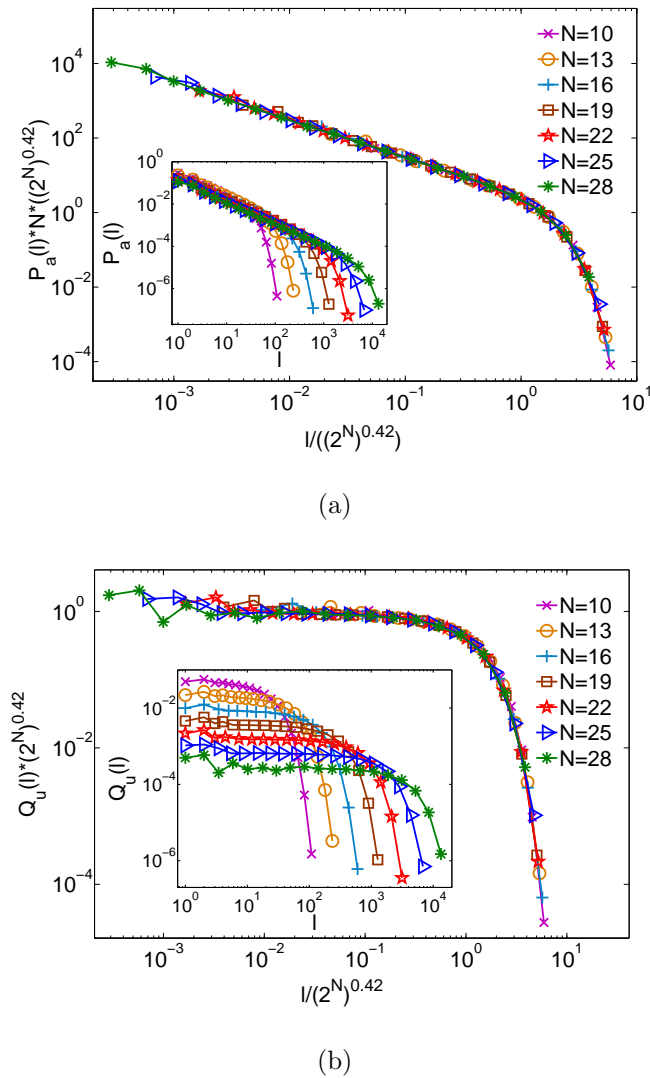 N=10
N=13
N=16
N=19
N=22
N=25
N=28
P_a(l)*N*((2^N)^0.42)
10^4
10^2
10^0
10^−2
10^−4
P_a(l)
10^0
10^−2
10^−4
10^−6
10^0 10^1 10^2 10^3 10^4
l
10^−3 10^−2 10^−1 10^0 10^1
l/((2^N)^0.42)
(a)
N=10
N=13
N=16
N=19
N=22
N=25
N=28
Q_u(l)*(2^N)^0.42
10^0
10^−2
10^−4
Q_u(l)
10^−2
10^−4
10^−6
10^0 10^1 10^2 10^3 10^4
l
10^−3 10^−2 10^−1 10^0 10^1
l/(2^N)^0.42
(b)